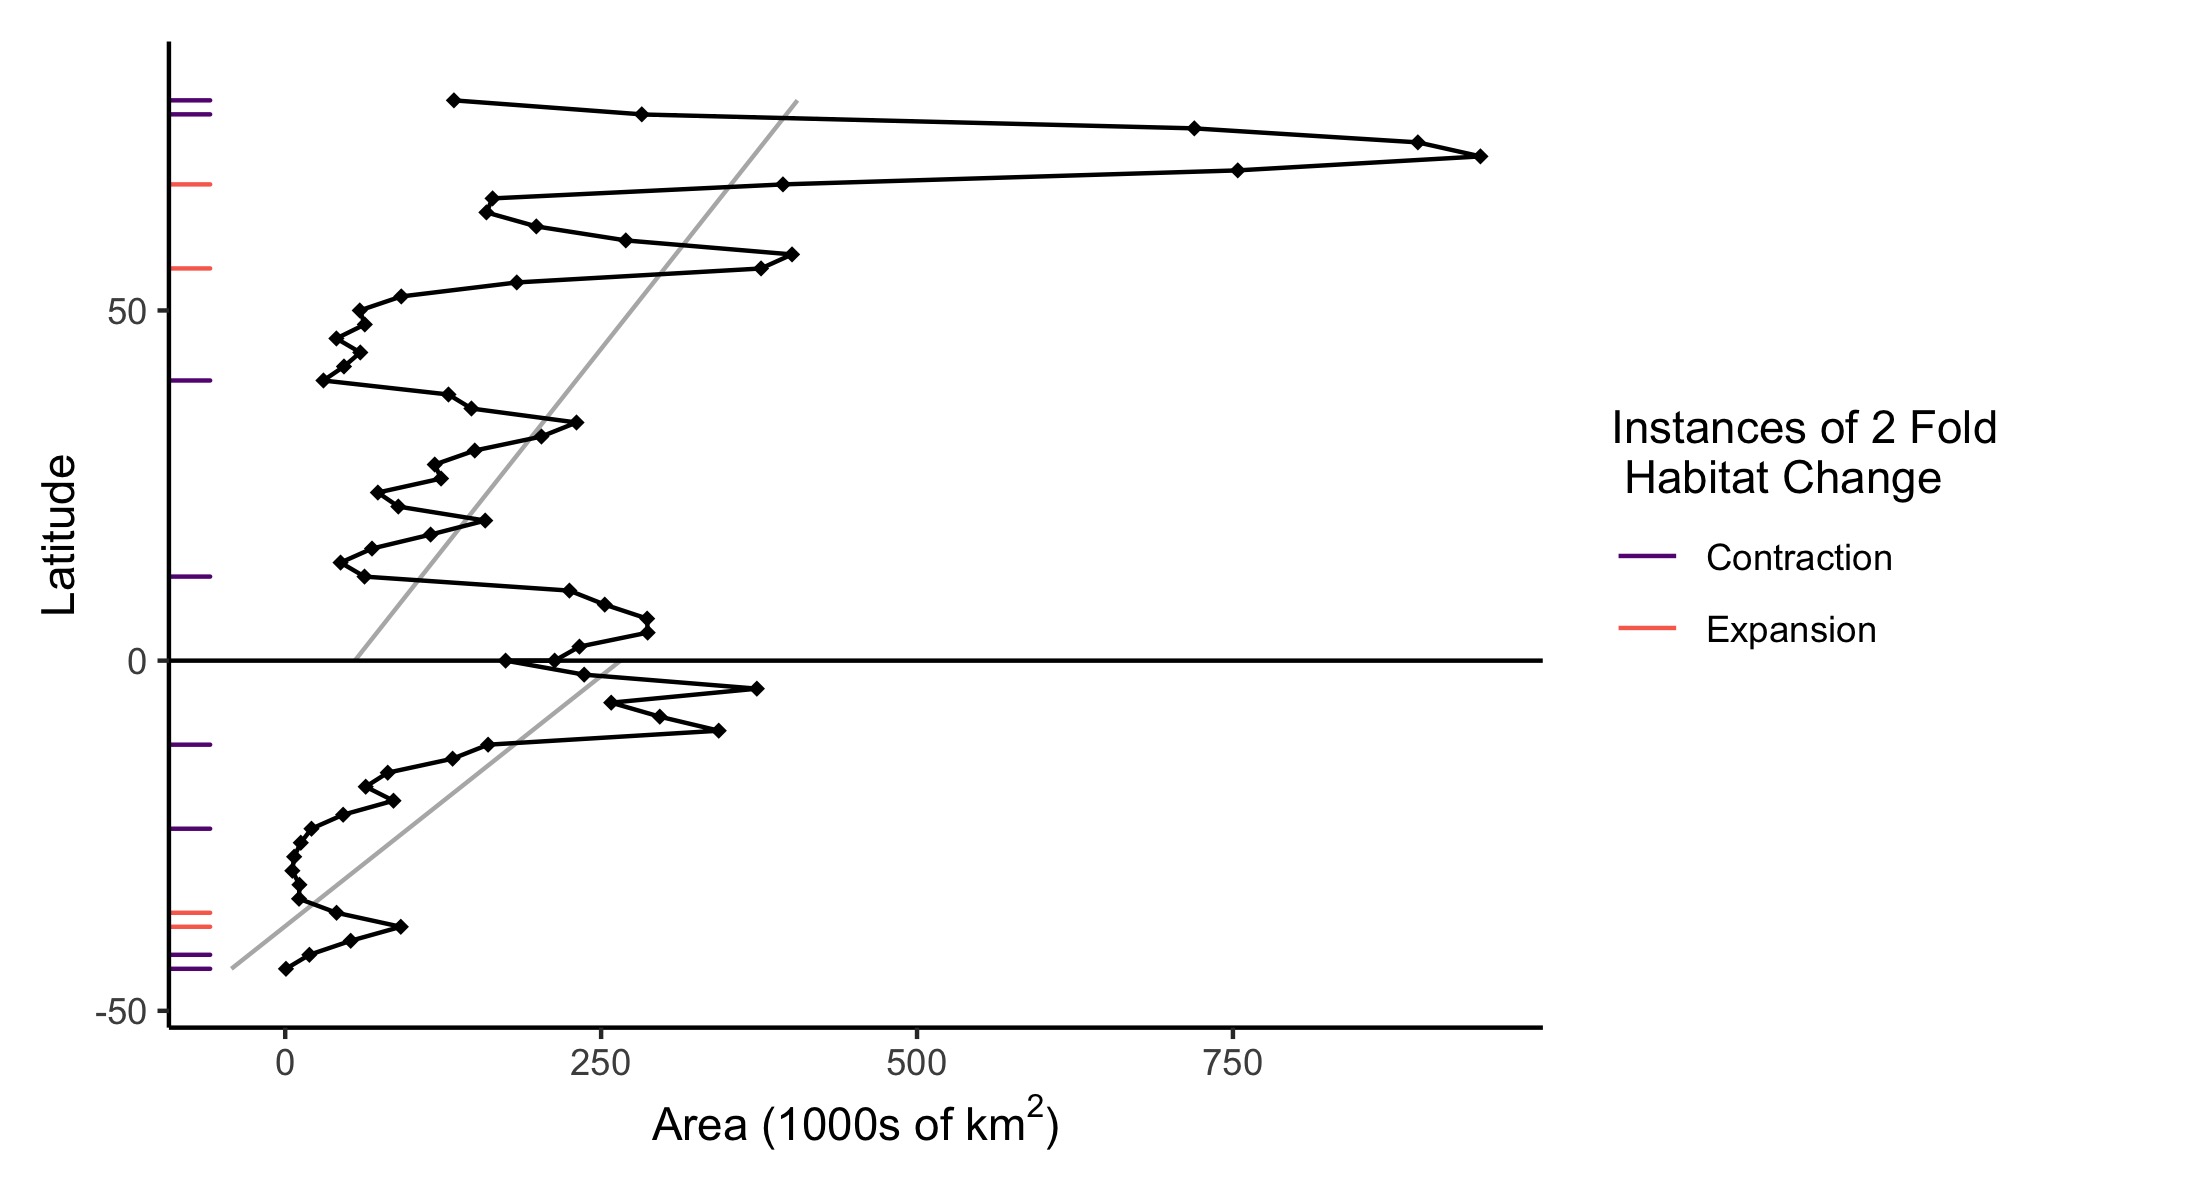 50
0
-50
Latitude
0
250
500
750
Area (1000s of km²)
Instances of 2 Fold
Habitat Change
Contraction
Expansion